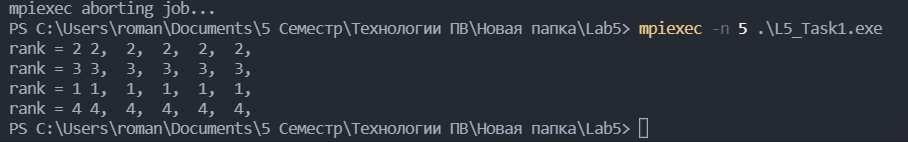 mpiexec aborting job...
PS C:\Users\roman\Documents\5 Семестр\Технологии ПВ\Новая папка\Lab5> mpiexec -n 5 .\L5_Task1.exe
rank = 2 2,  2,  2,  2,  2,
rank = 3 3,  3,  3,  3,  3,
rank = 1 1,  1,  1,  1,  1,
rank = 4 4,  4,  4,  4,  4,
PS C:\Users\roman\Documents\5 Семестр\Технологии ПВ\Новая папка\Lab5>